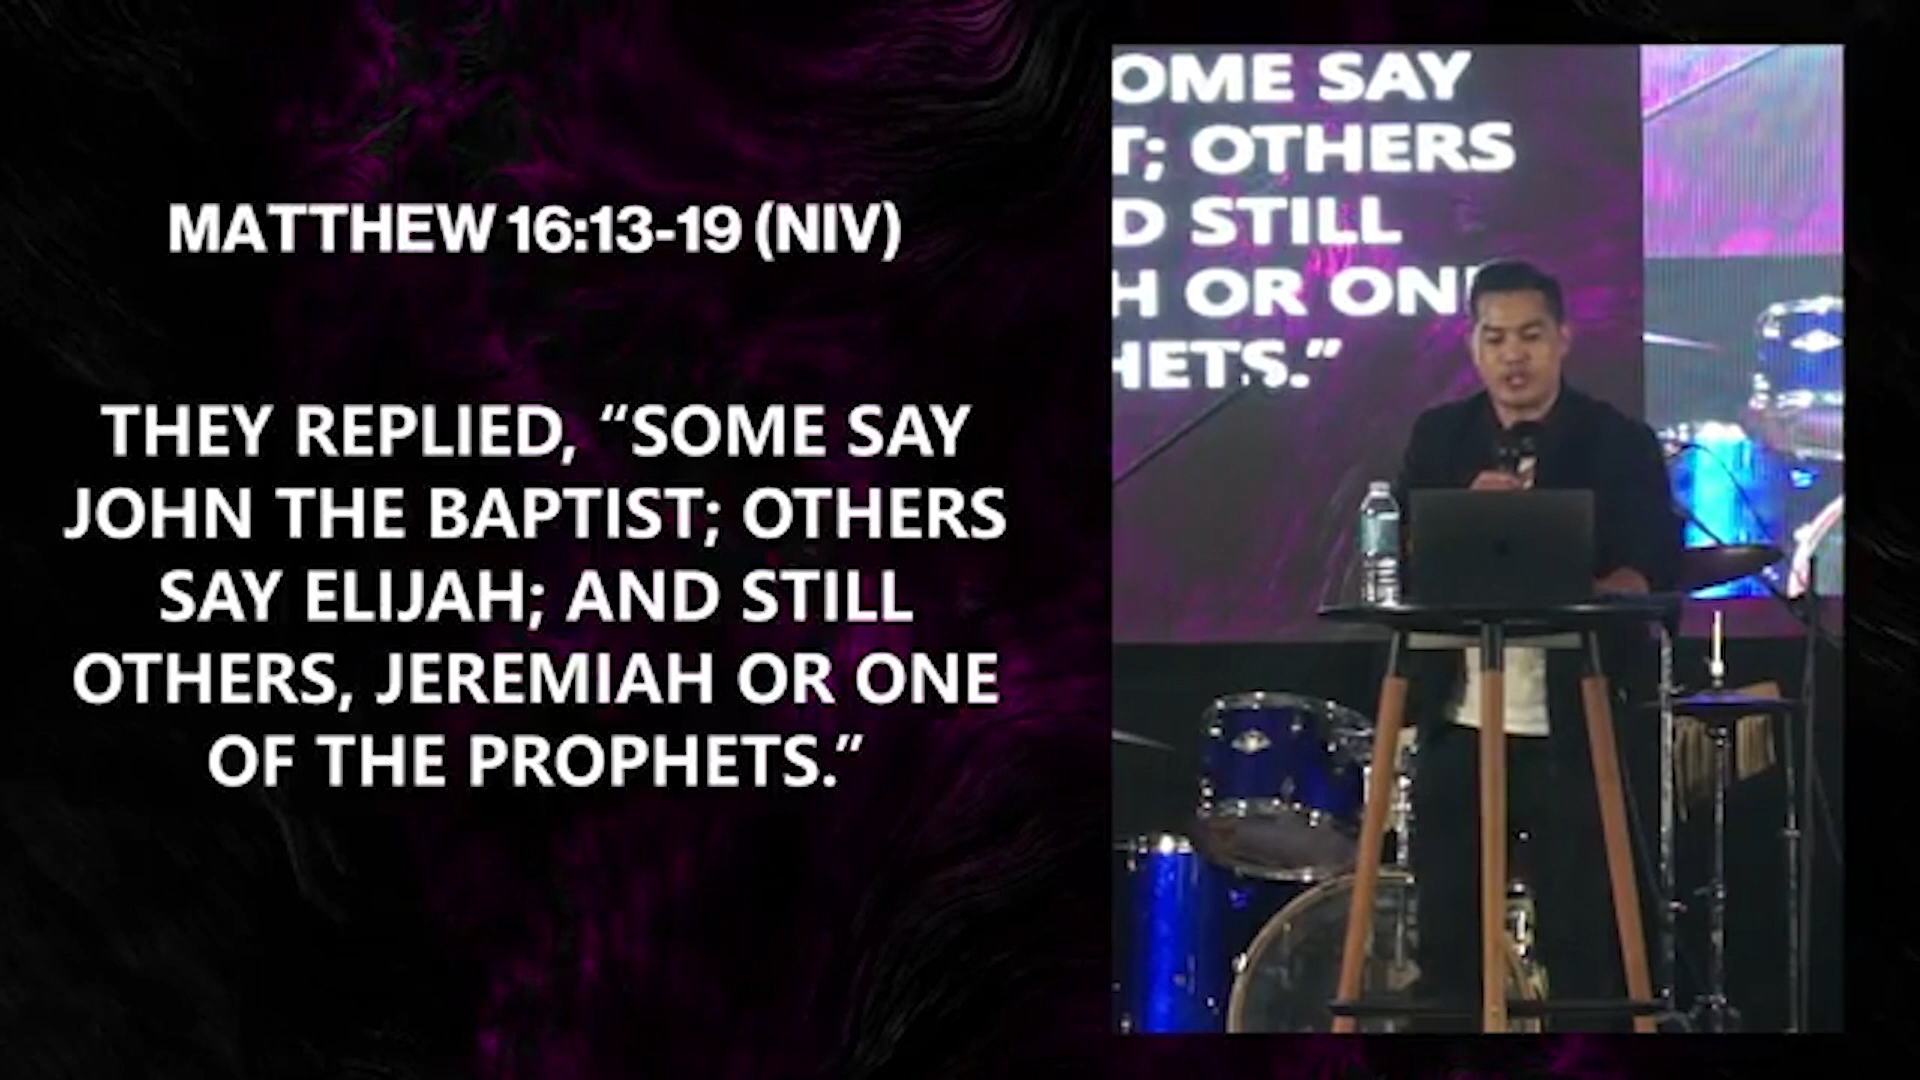 MATTHEW 16:13-19 (NIV)
THEY REPLIED, “SOME SAY
JOHN THE BAPTIST; OTHERS
SAY ELIJAH; AND STILL
OTHERS, JEREMIAH OR ONE
OF THE PROPHETS.”
OME SAY
T; OTHERS
D STILL
H OR ONE
HETS.”